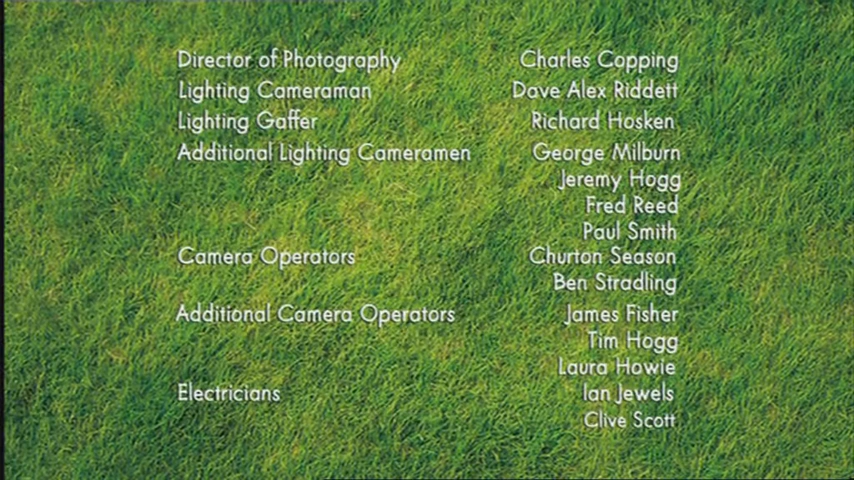 Director of Photography Charles Copping
Lighting Cameraman Dave Alex Riddett
Lighting Gaffer Richard Hosken
Additional Lighting Cameramen George Milburn
Jeremy Hogg
Fred Reed
Paul Smith
Camera Operators Churton Season
Ben Stradling
Additional Camera Operators James Fisher
Tim Hogg
Laura Howie
Electricians Ian Jewels
Clive Scott